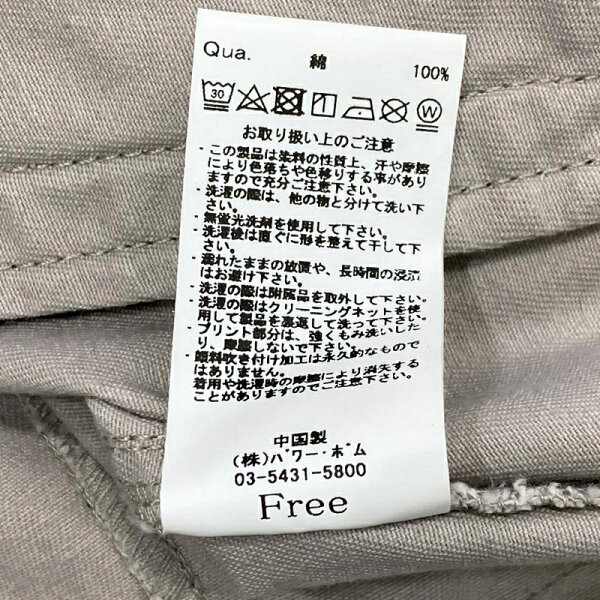 Qua. 綿 100%
30
W
お取り扱い上のご注意
・この製品は染料の性質上、汗や摩擦
により色落ちや色移りする事があり
ますので充分ご注意下さい。
・洗濯の際は、他の物と分けて洗い下
さい。
・無蛍光洗剤を使用して下さい。
・洗濯後は直ぐに形を整えて干して下
さい。
・濡れたままの放置や、長時間の浸漬
はお避け下さい。
・洗濯の際は附属品を取外して下さい。
・洗濯の際はクリーニングネットを使
用して製品を裏返して洗って下さい。
・プリント部分は、強くもみ洗いした
り、摩擦しないで下さい。
・顔料吹き付け加工は永久的なもので
はありません。
着用や洗濯時の摩擦により消失する
ことがありますのでご注意下さい。
中国製
(株)パワー・ホーム
03-5431-5800
Free